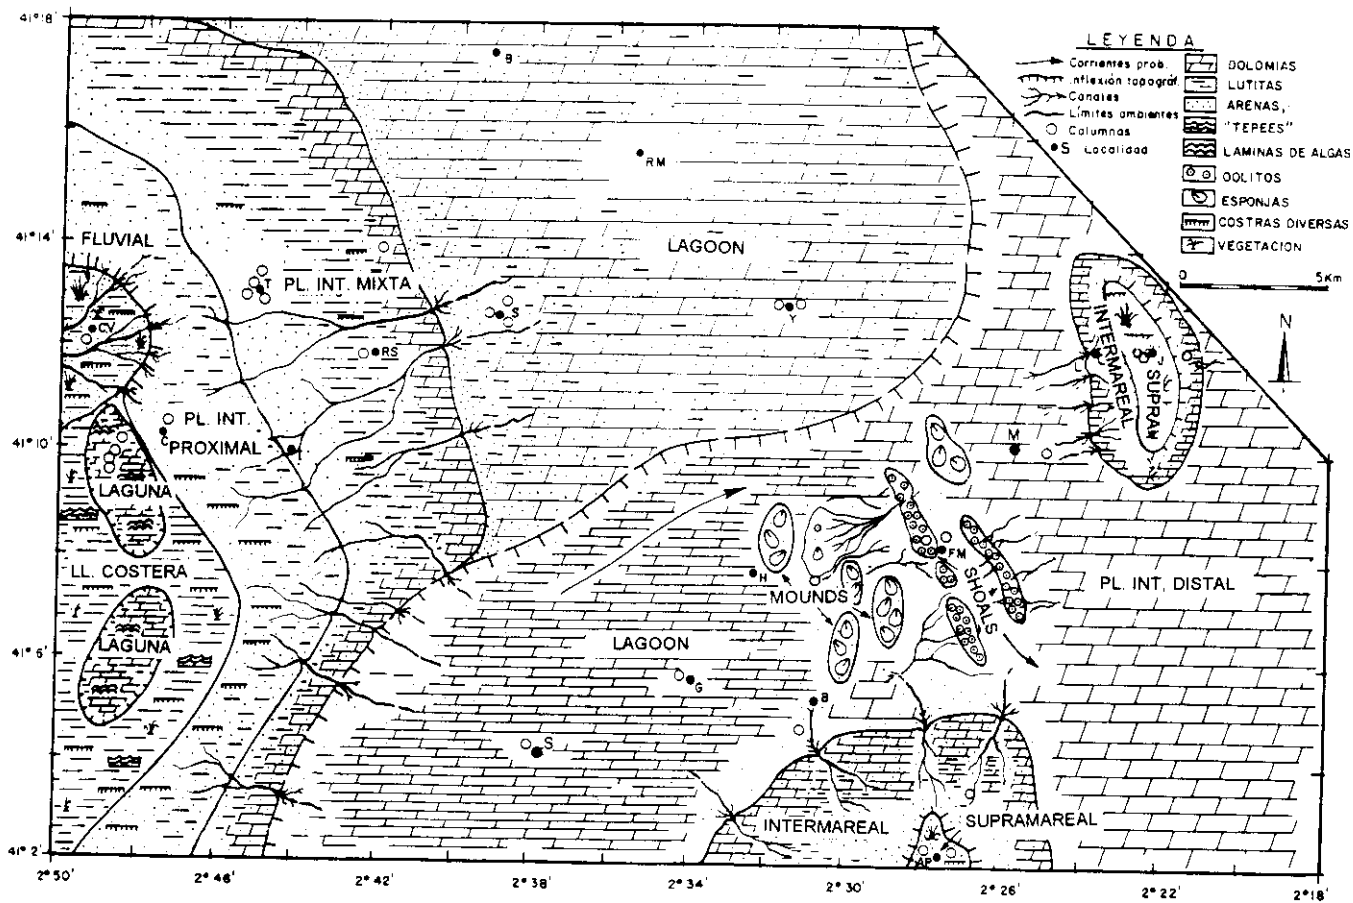 41°18'
LEYENDA
Corrientes prob.
Inflexión topográf.
Canales
Límites ambientes
Columnas
S Localidad
DOLOMIAS
LUTITAS
ARENAS,
"TEPEES"
LAMINAS DE ALGAS
OOLITOS
ESPONJAS
COSTRAS DIVERSAS
VEGETACION
0 5Km
N
B
RM
41°14'
FLUVIAL
LAGOON
T
PL. INT. MIXTA
CV
S
Y
RS
INTERMAREAL
SUPRAM
J
41°10'
C
PL. INT.
PROXIMAL
M
LAGUNA
FM
LL. COSTERA
H
MOUNDS
SHOALS
PL. INT. DISTAL
41°6'
LAGUNA
LAGOON
G
B
S
INTERMAREAL
SUPRAMAREAL
AP
41°2'
2°50'
2°46'
2°42'
2°38'
2°30'
2°26'
2°22'
2°18'